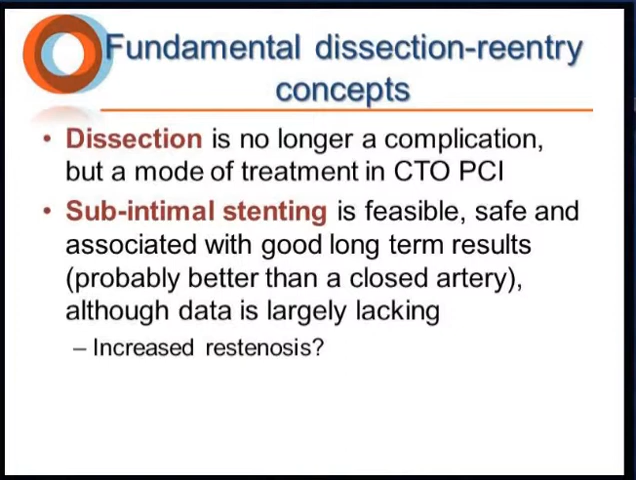 Fundamental dissection-reentry
concepts
• Dissection is no longer a complication,
but a mode of treatment in CTO PCI
• Sub-intimal stenting is feasible, safe and
associated with good long term results
(probably better than a closed artery),
although data is largely lacking
– Increased restenosis?